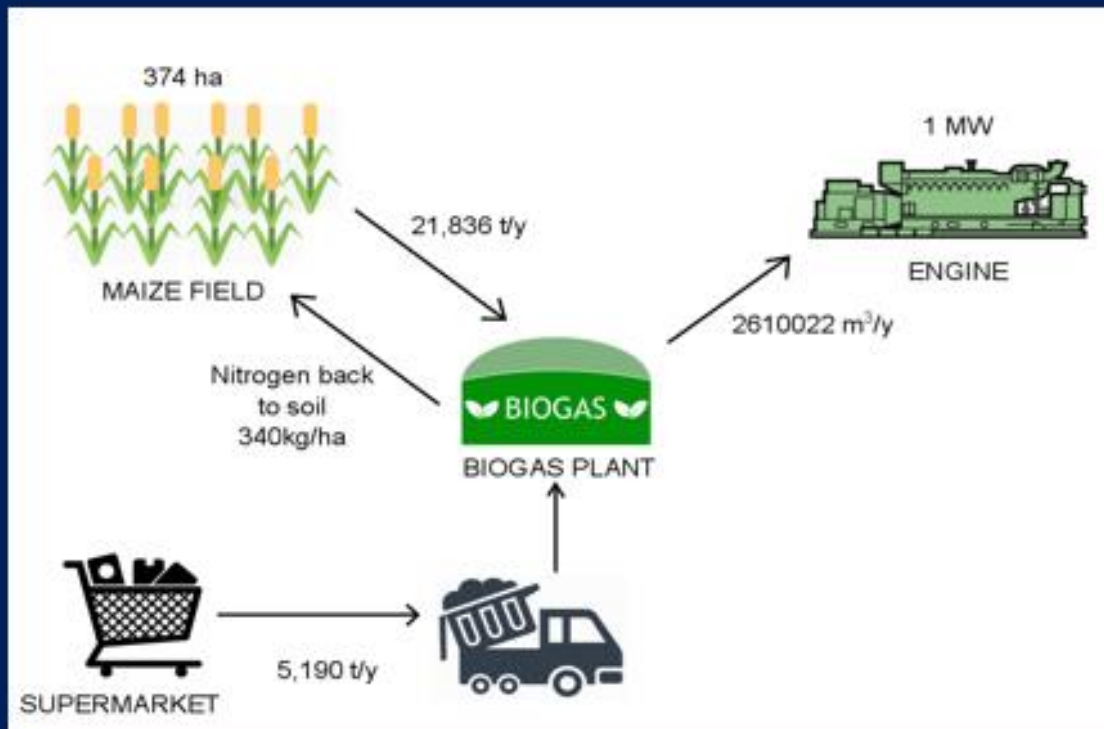 374 ha
MAIZE FIELD
21,836 t/y
1 MW
ENGINE
2610022 m³/y
Nitrogen back
to soil
340kg/ha
BIOGAS
BIOGAS PLANT
5,190 t/y
SUPERMARKET